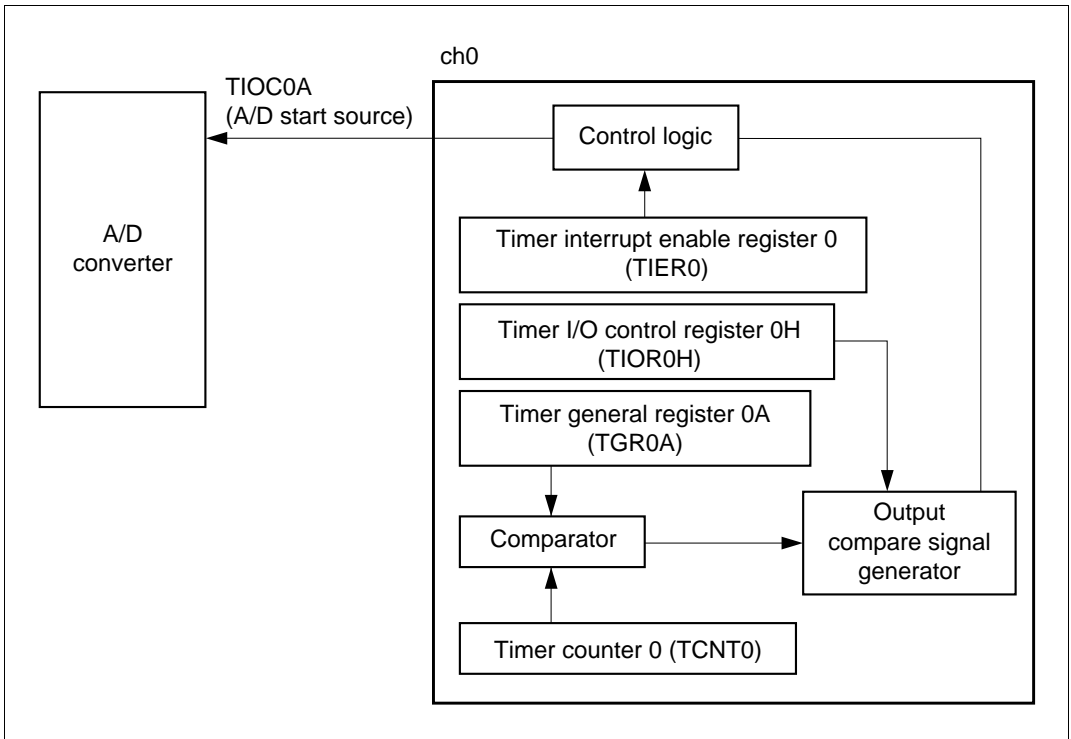 ch0
TIOC0A
(A/D start source)
Control logic
A/D
converter
Timer interrupt enable register 0
(TIER0)
Timer I/O control register 0H
(TIOR0H)
Timer general register 0A
(TGR0A)
Comparator
Output
compare signal
generator
Timer counter 0 (TCNT0)